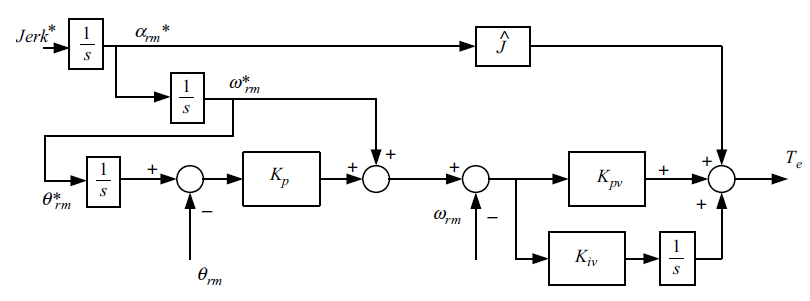 Jerk*
1
s
α_rm*
Ĵ
1
s
ω*_rm
+
+
+
1
s
θ*_rm
+
−
K_p
+
ω_rm
−
K_pv
+
+
+
T_e
θ_rm
K_iv
1
s